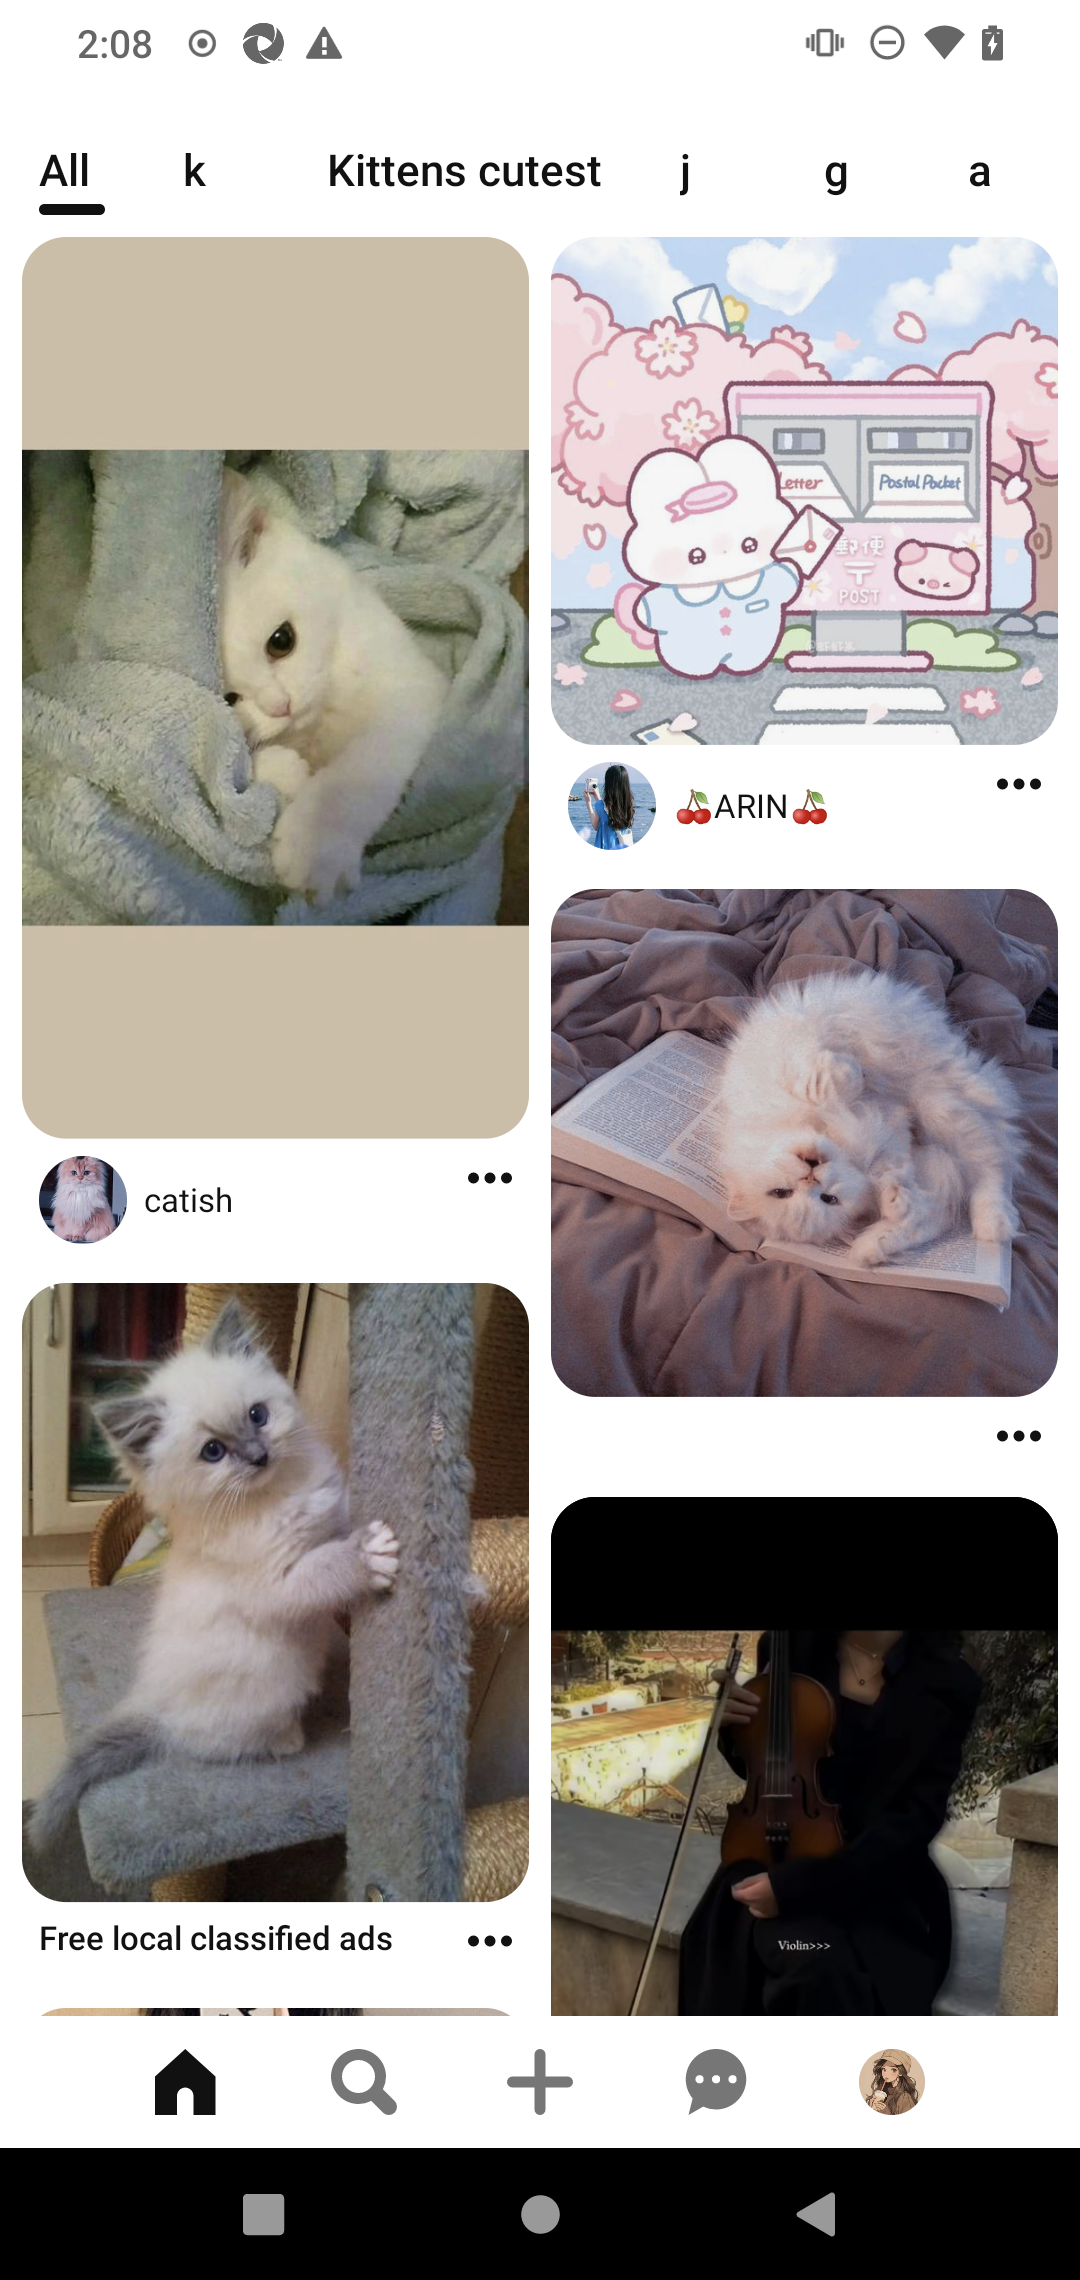 2:08
All k Kittens cutest j g a
Letter
Postal Pocket
郵便
〒
POST
🍒ARIN🍒
catish
Violin>>>
Free local classified ads